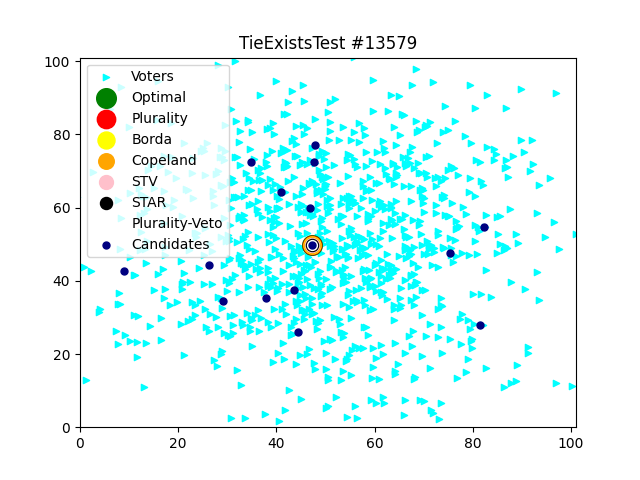 TieExistsTest #13579
Voters
Optimal
Plurality
Borda
Copeland
STV
STAR
Plurality-Veto
Candidates
100
80
60
40
20
0
0 20 40 60 80 100